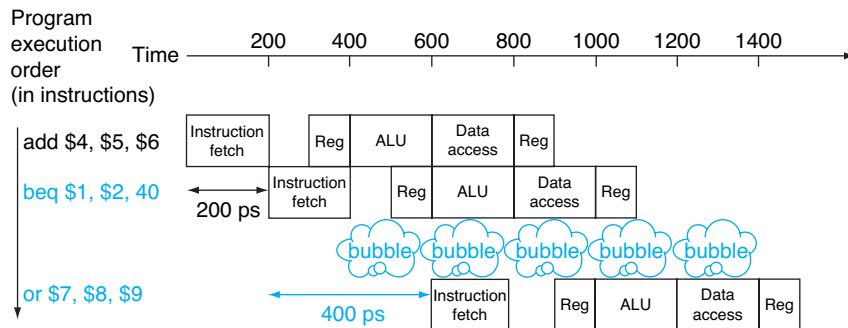 Program
execution
order
(in instructions)
Time
200 400 600 800 1000 1200 1400
add $4, $5, $6
Instruction
fetch
Reg
ALU
Data
access
Reg
beq $1, $2, 40
200 ps
Instruction
fetch
Reg
ALU
Data
access
Reg
bubble bubble bubble bubble bubble
or $7, $8, $9
400 ps
Instruction
fetch
Reg
ALU
Data
access
Reg